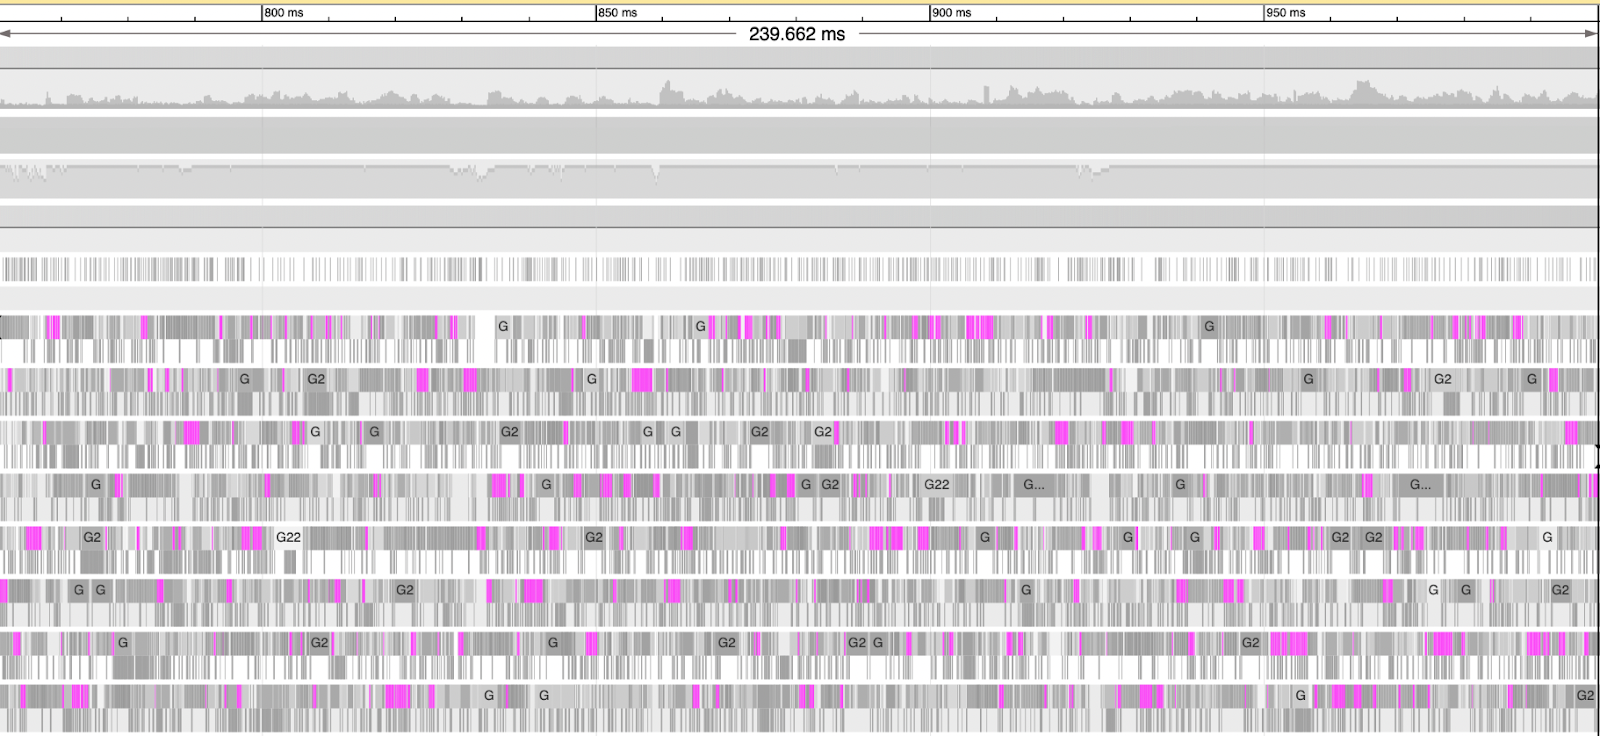 800 ms 850 ms 900 ms 950 ms
239.662 ms
G G G
G G2 G G G2 G
G G G2 G G G2 G2
G G G G2 G22 G... G G...
G2 G22 G2 G G G G2 G2 G
G G G2 G G G G2
G G2 G G2 G2 G G2
G G G G2